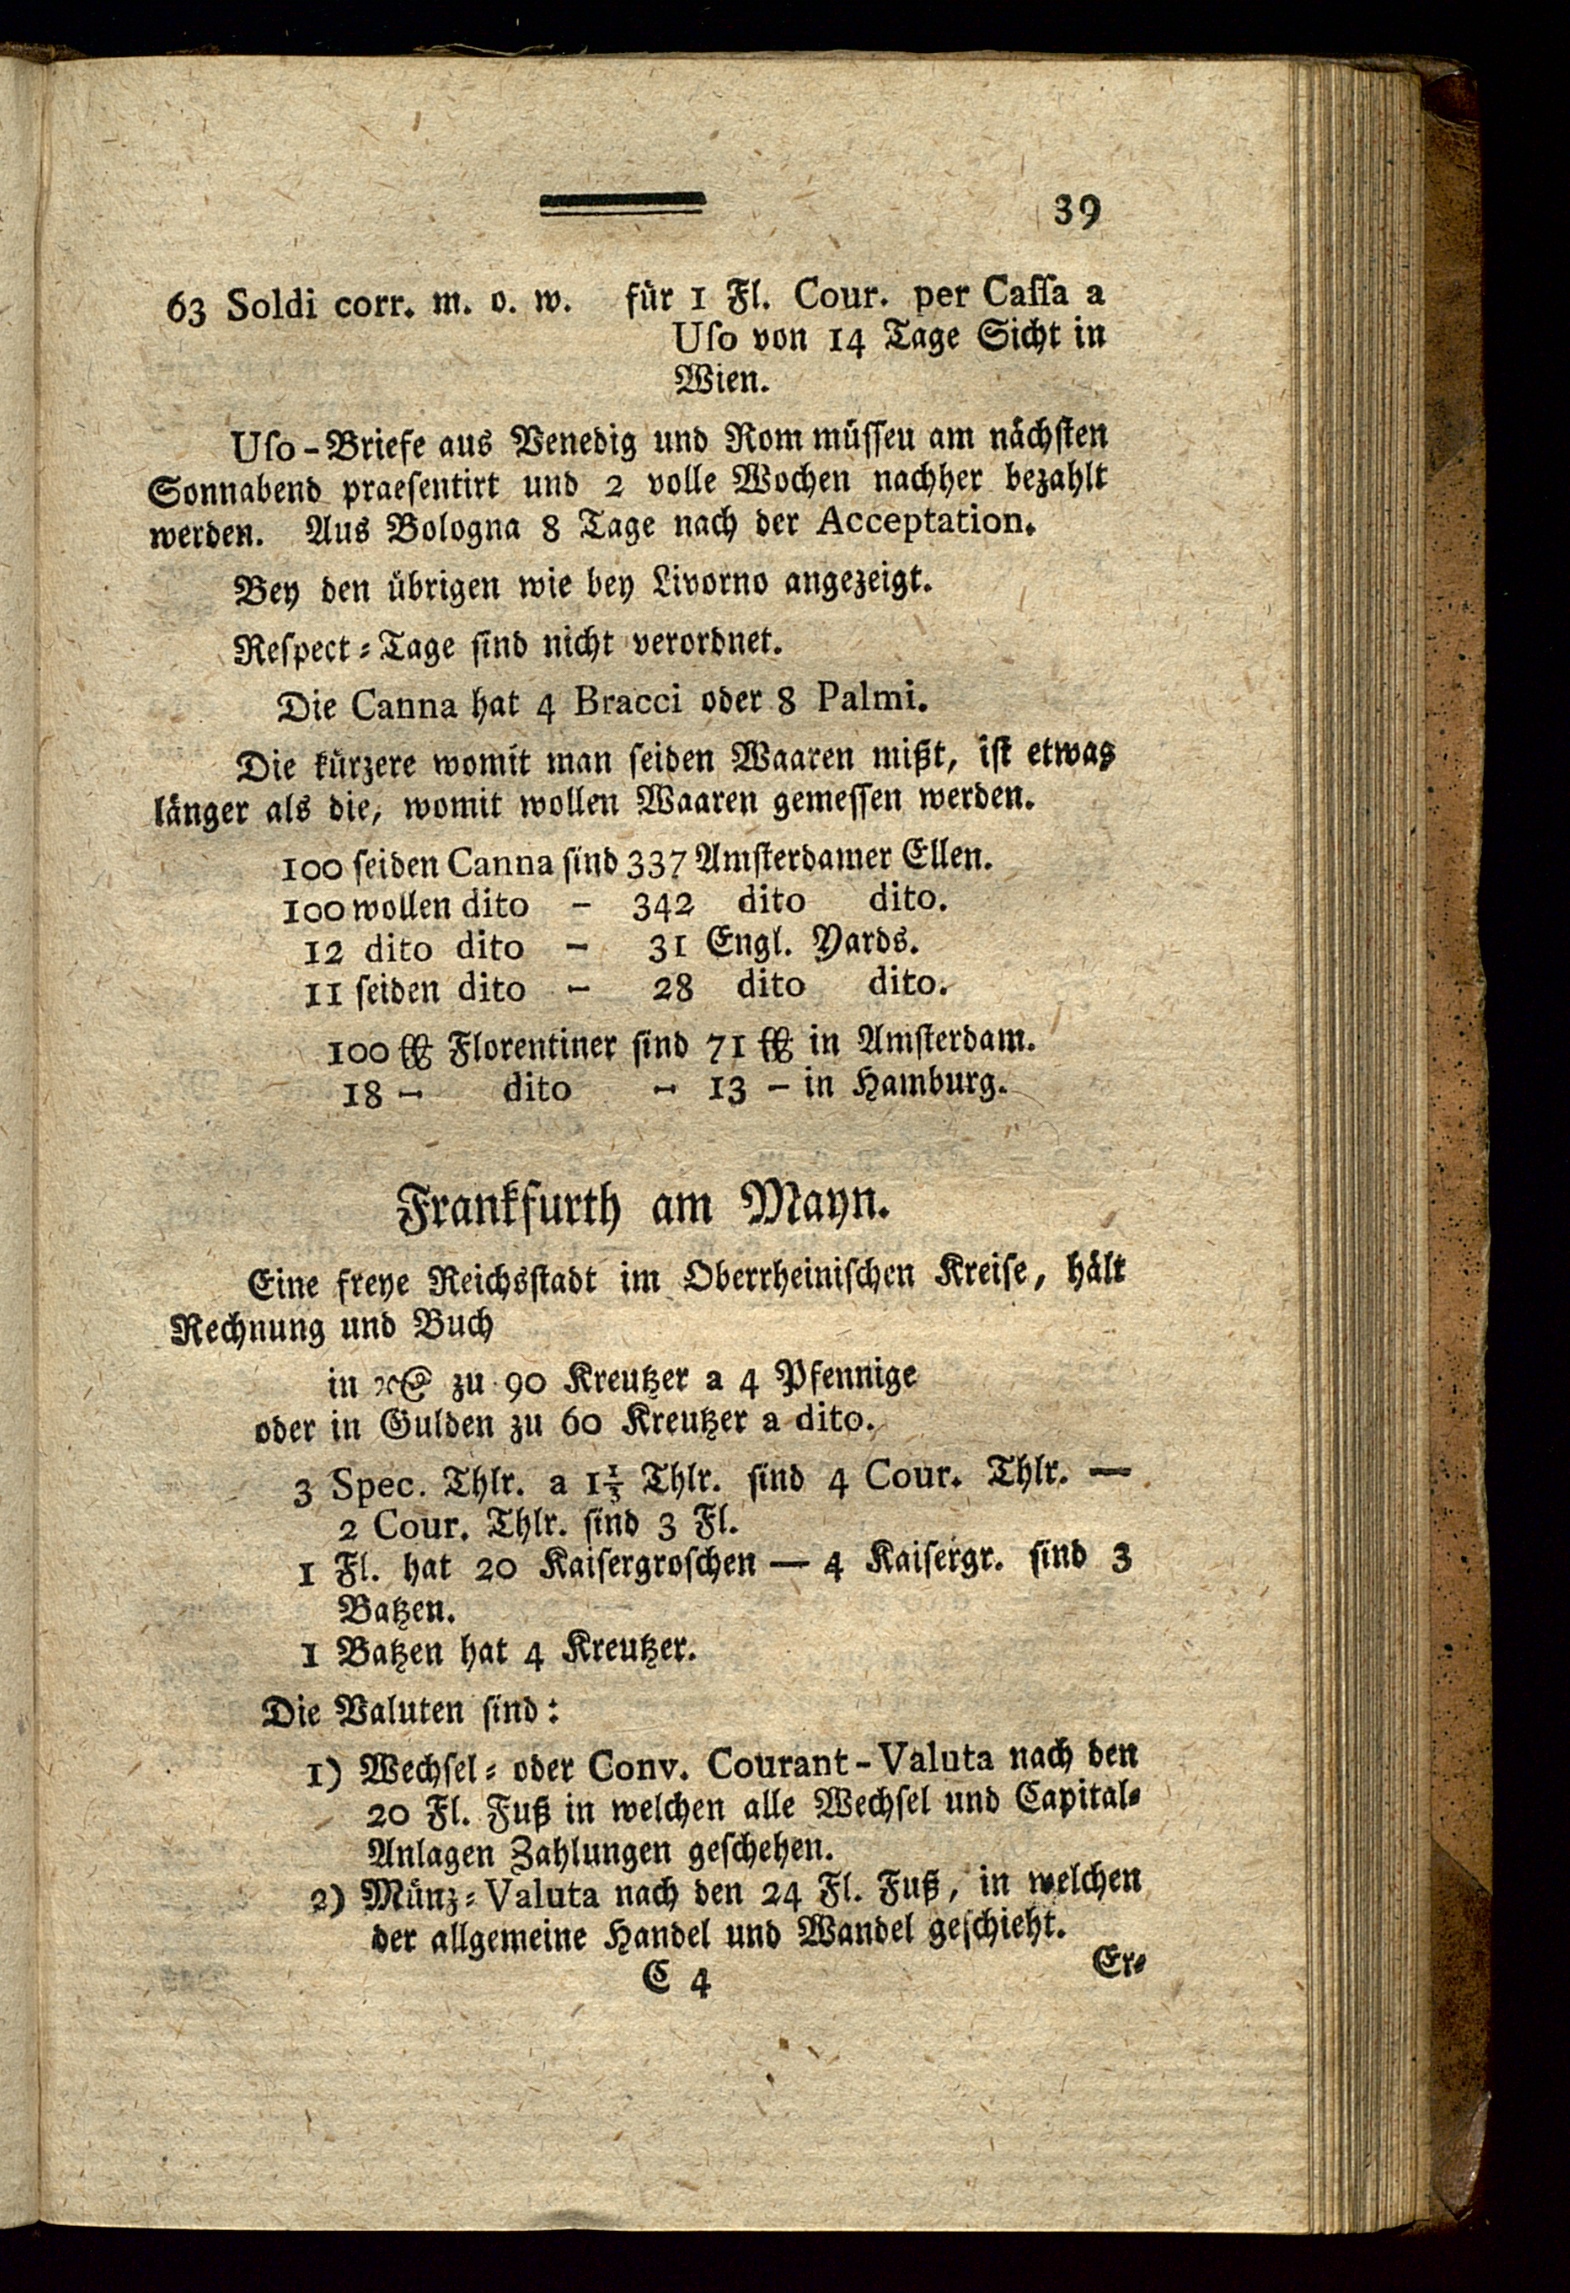 39
63 Soldi corr. m. o. w. für 1 Fl. Cour. per Caſſa a
Uſo von 14 Tage Sicht in
Wien.
Uſo-Briefe aus Venedig und Rom müſſeu am nächſten
Sonnabend praeſentirt und 2 volle Wochen nachher bezahlt
werden. Aus Bologna 8 Tage nach der Acceptation.
Bey den übrigen wie bey Livorno angezeigt.
Reſpect-Tage ſind nicht verordnet.
Die Canna hat 4 Bracci oder 8 Palmi.
Die kürzere womit man ſeiden Waaren mißt, iſt etwas
länger als die, womit wollen Waaren gemeſſen werden.
100 ſeiden Canna ſind 337 Amſterdamer Ellen.
100 wollen dito - 342 dito dito.
12 dito dito - 31 Engl. Yards.
11 ſeiden dito - 28 dito dito.
100 ℔ Florentiner ſind 71 ℔ in Amſterdam.
18 - dito - 13 - in Hamburg.
Frankfurth am Mayn.
Eine freye Reichsſtadt im Oberrheiniſchen Kreiſe, hält
Rechnung und Buch
in zu 90 Kreutzer a 4 Pfennige
oder in Gulden zu 60 Kreutzer a dito.
3 Spec. Thlr. a 1⅓ Thlr. ſind 4 Cour. Thlr. —
2 Cour. Thlr. ſind 3 Fl.
1 Fl. hat 20 Kaiſergroſchen — 4 Kaiſergr. ſind 3
Batzen.
1 Batzen hat 4 Kreutzer.
Die Valuten ſind:
1) Wechſel- oder Conv. Courant-Valuta nach den
20 Fl. Fuß in welchen alle Wechſel und Capital-
Anlagen Zahlungen geſchehen.
2) Münz-Valuta nach den 24 Fl. Fuß, in welchen
der allgemeine Handel und Wandel geſchieht.
C 4 Er-